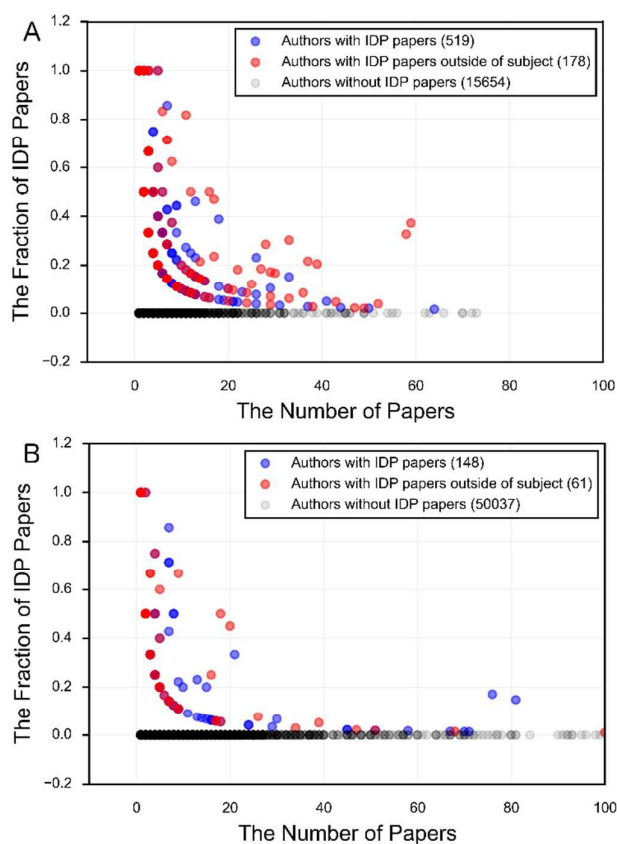 A
1.2
1.0
0.8
0.6
0.4
0.2
0.0
−0.2
The Fraction of IDP Papers
Authors with IDP papers (519)
Authors with IDP papers outside of subject (178)
Authors without IDP papers (15654)
0 20 40 60 80 100
The Number of Papers
B
1.2
1.0
0.8
0.6
0.4
0.2
0.0
−0.2
The Fraction of IDP Papers
Authors with IDP papers (148)
Authors with IDP papers outside of subject (61)
Authors without IDP papers (50037)
0 20 40 60 80 100
The Number of Papers